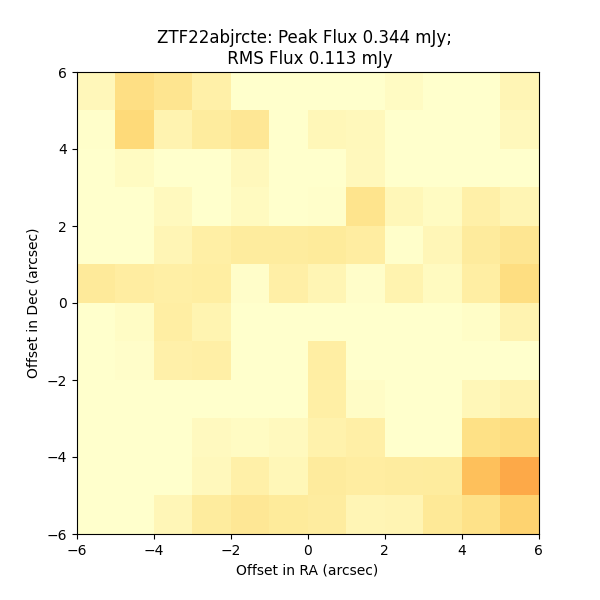 ZTF22abjrcte: Peak Flux 0.344 mJy;
RMS Flux 0.113 mJy
6
4
2
0
−2
−4
−6
Offset in Dec (arcsec)
−6 −4 −2 0 2 4 6
Offset in RA (arcsec)